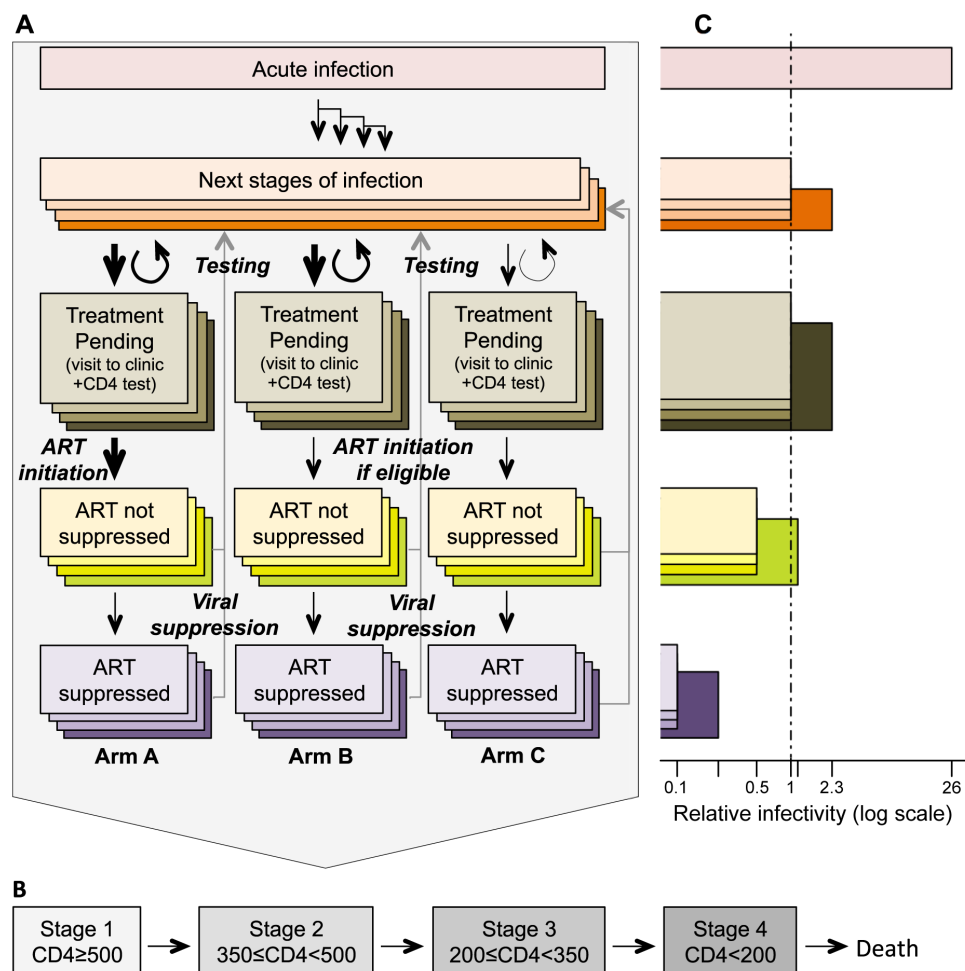 A
C
Acute infection
Next stages of infection
Testing
Testing
Treatment
Pending
(visit to clinic
+CD4 test)
Treatment
Pending
(visit to clinic
+CD4 test)
Treatment
Pending
(visit to clinic
+CD4 test)
ART
initiation
ART initiation
if eligible
ART not
suppressed
ART not
suppressed
ART not
suppressed
Viral
suppression
Viral
suppression
ART
suppressed
ART
suppressed
ART
suppressed
Arm A
Arm B
Arm C
0.1
0.5
1
2.3
26
Relative infectivity (log scale)
B
Stage 1
CD4≥500
Stage 2
350≤CD4<500
Stage 3
200≤CD4<350
Stage 4
CD4<200
Death